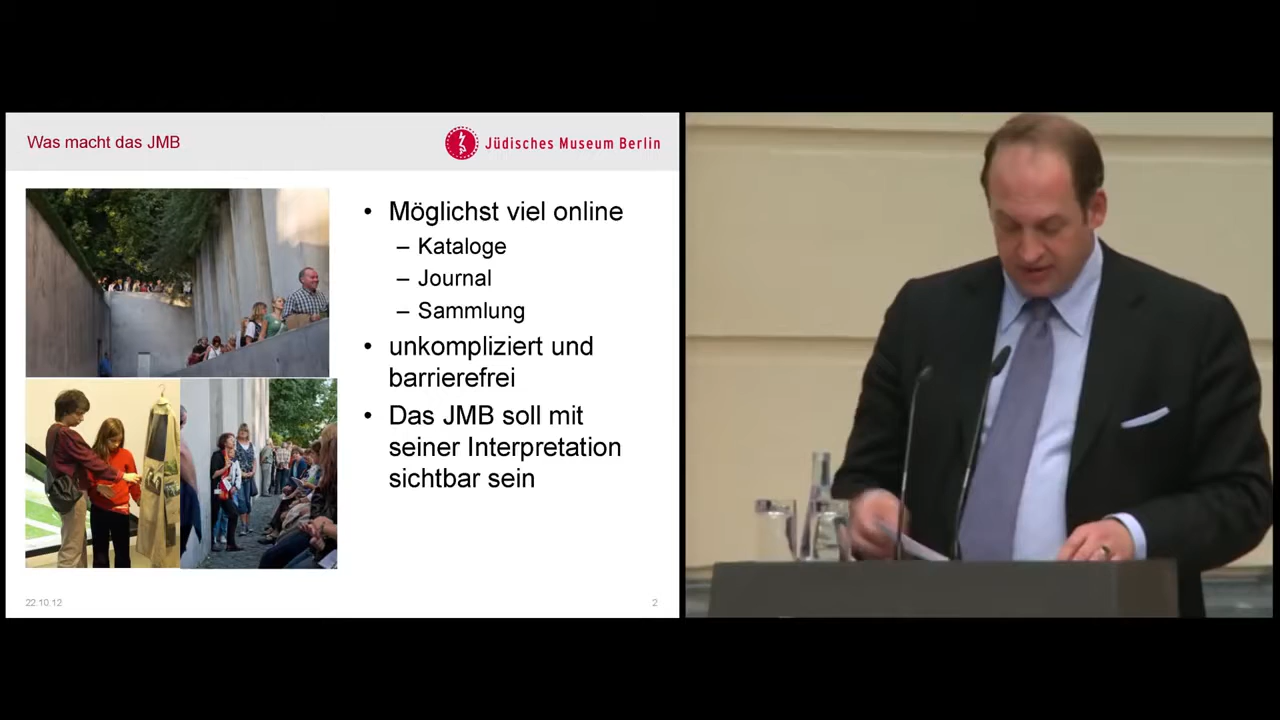 Was macht das JMB
Jüdisches Museum Berlin
• Möglichst viel online
– Kataloge
– Journal
– Sammlung
• unkompliziert und
barrierefrei
• Das JMB soll mit
seiner Interpretation
sichtbar sein
22.10.12
2